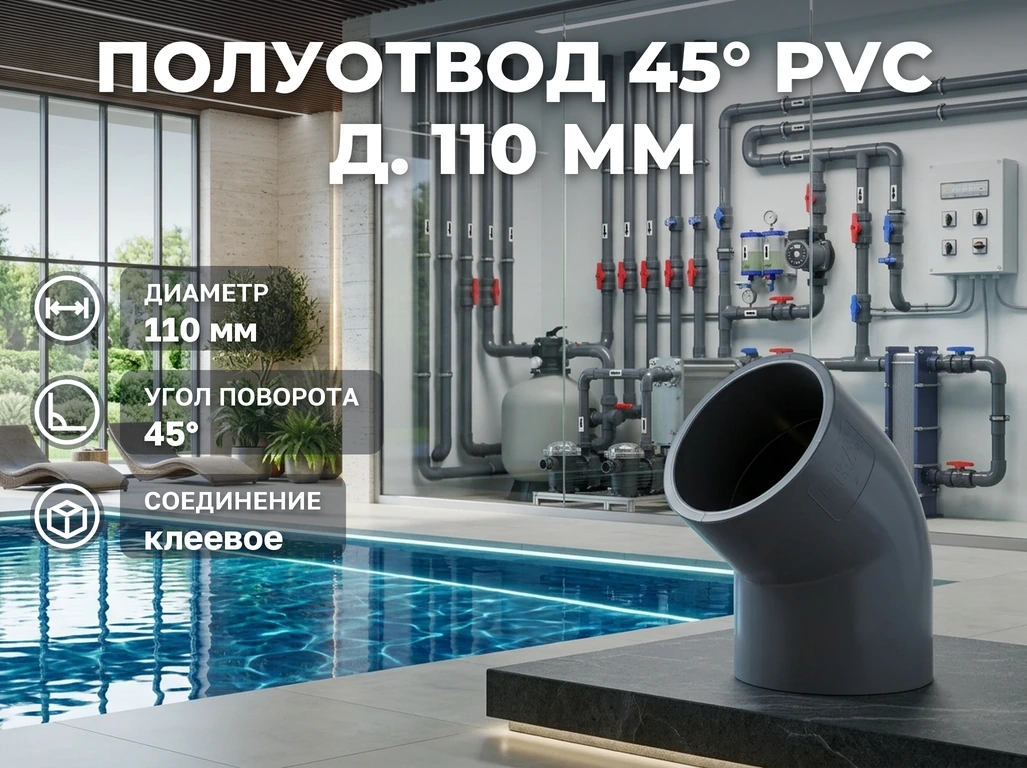 ПОЛУОТВОД 45° PVC
Д. 110 ММ
ДИАМЕТР
110 мм
УГОЛ ПОВОРОТА
45°
СОЕДИНЕНИЕ
клеевое